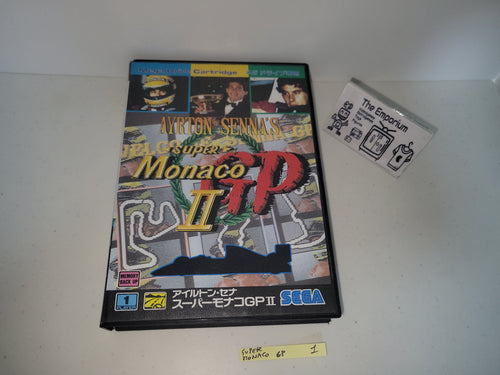 Cartridge
AYRTON SENNA'S
Super
Monaco
GP
II
MEMORY
BACK UP
1
PLAYER
アイルトン・セナ
スーパーモナコGPⅡ
SEGA
The Emporium
SUPER
MONACO GP 1